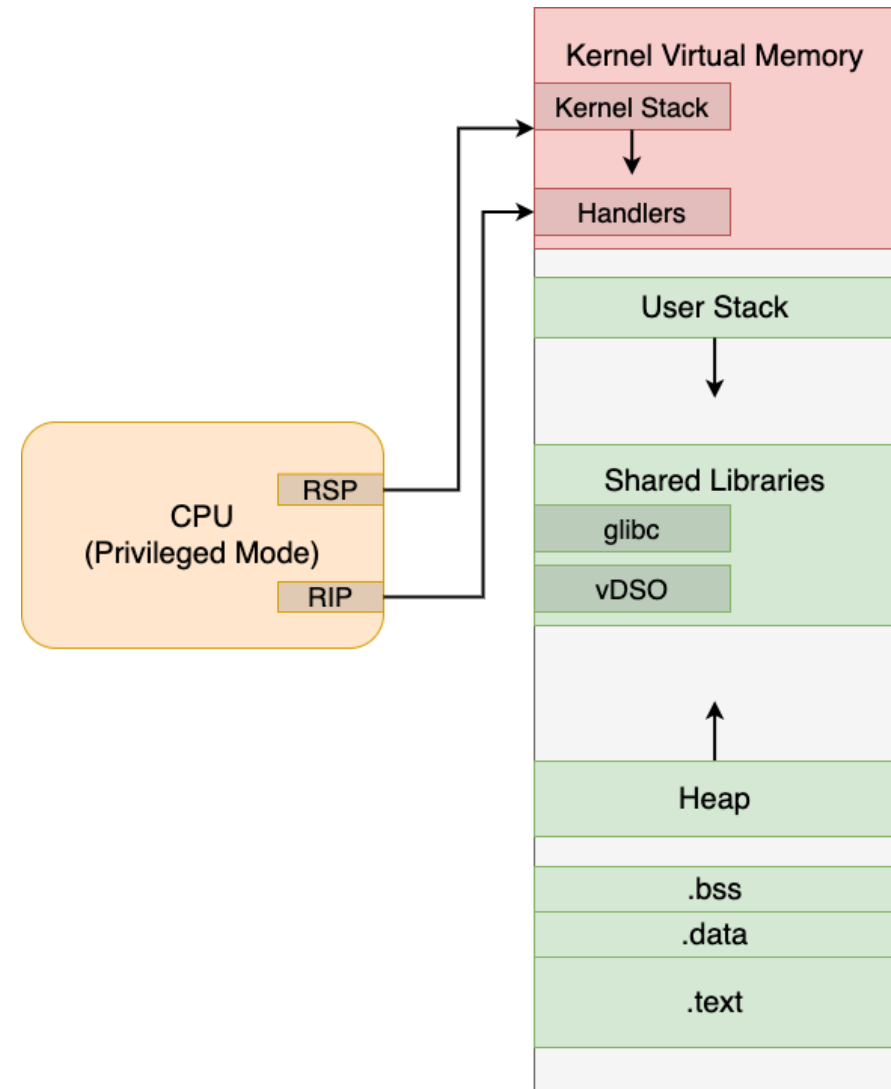 Kernel Virtual Memory
Kernel Stack
Handlers
User Stack
RSP
CPU
(Privileged Mode)
RIP
Shared Libraries
glibc
vDSO
Heap
.bss
.data
.text